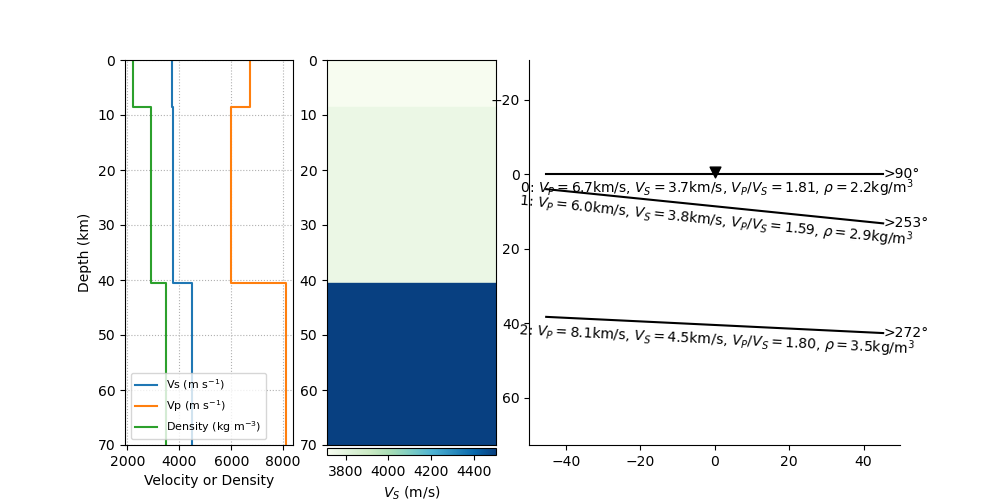 0
10
20
30
40
50
60
70
Depth (km)
2000 4000 6000 8000
Velocity or Density
Vs (m s⁻¹)
Vp (m s⁻¹)
Density (kg m⁻³)
0
10
20
30
40
50
60
70
3800 4000 4200 4400
V_S (m/s)
−20
0
20
40
60
−40 −20 0 20 40
>90°
0: V_P = 6.7km/s, V_S = 3.7km/s, V_P/V_S = 1.81, ρ = 2.2kg/m³
>253°
1: V_P = 6.0km/s, V_S = 3.8km/s, V_P/V_S = 1.59, ρ = 2.9kg/m³
>272°
2: V_P = 8.1km/s, V_S = 4.5km/s, V_P/V_S = 1.80, ρ = 3.5kg/m³